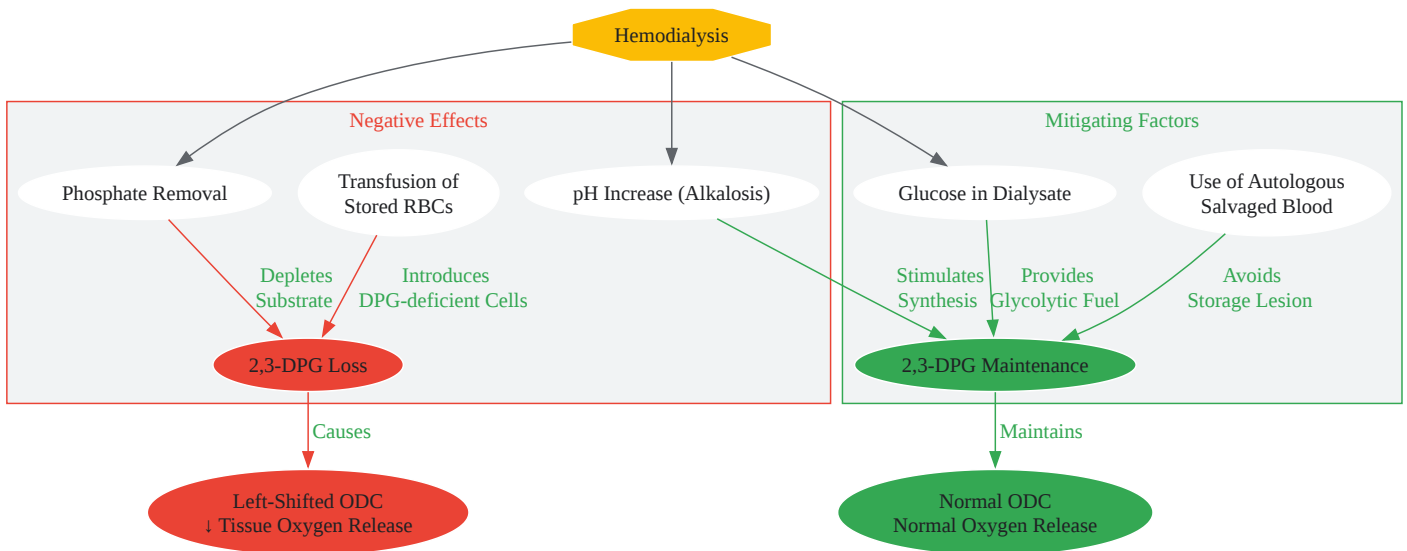 Hemodialysis
Negative Effects
Mitigating Factors
Phosphate Removal
Transfusion of
Stored RBCs
pH Increase (Alkalosis)
Glucose in Dialysate
Use of Autologous
Salvaged Blood
Depletes
Substrate
Introduces
DPG-deficient Cells
Stimulates
Synthesis
Provides
Glycolytic Fuel
Avoids
Storage Lesion
2,3-DPG Loss
2,3-DPG Maintenance
Causes
Maintains
Left-Shifted ODC
↓ Tissue Oxygen Release
Normal ODC
Normal Oxygen Release